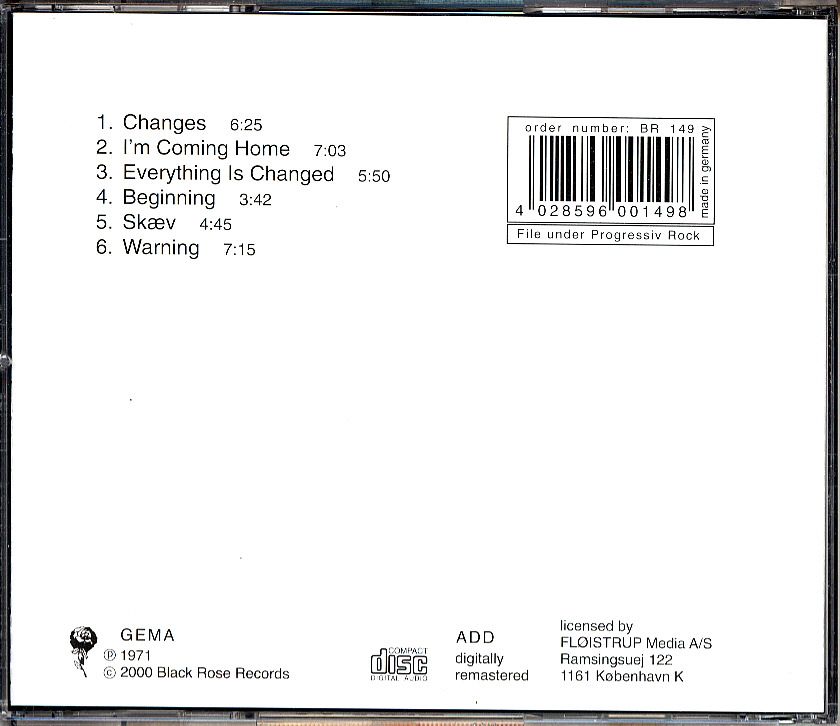 1. Changes 6:25
2. I'm Coming Home 7:03
3. Everything Is Changed 5:50
4. Beginning 3:42
5. Skæv 4:45
6. Warning 7:15
order number: BR 149
made in germany
4 028596 001498
File under Progressiv Rock
GEMA
℗ 1971
© 2000 Black Rose Records
COMPACT
disc
DIGITAL AUDIO
ADD
digitally
remastered
licensed by
FLØISTRUP Media A/S
Ramsingsuej 122
1161 København K